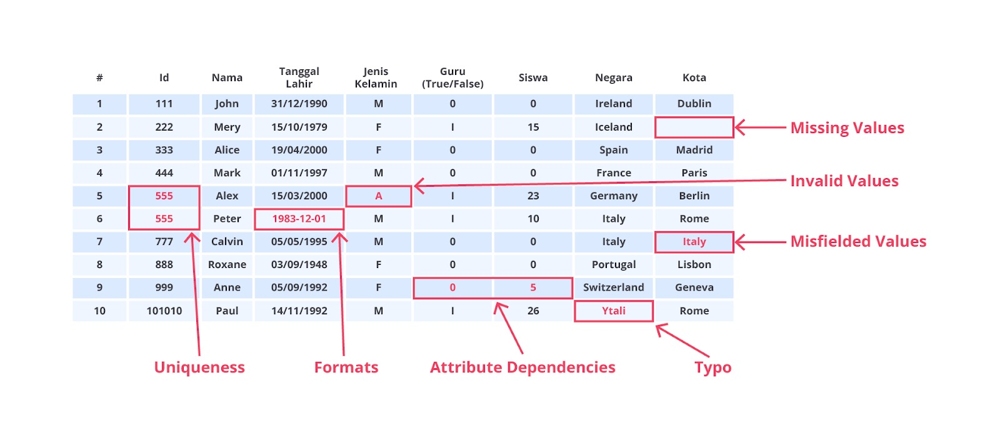 # Id Nama Tanggal Lahir Jenis Kelamin Guru (True/False) Siswa Negara Kota
1 111 John 31/12/1990 M 0 0 Ireland Dublin
2 222 Mery 15/10/1979 F I 15 Iceland
Missing Values
3 333 Alice 19/04/2000 F 0 0 Spain Madrid
4 444 Mark 01/11/1997 M 0 0 France Paris
Invalid Values
5 555 Alex 15/03/2000 A I 23 Germany Berlin
6 555 Peter 1983-12-01 M I 10 Italy Rome
7 777 Calvin 05/05/1995 M 0 0 Italy Italy
Misfielded Values
8 888 Roxane 03/09/1948 F 0 0 Portugal Lisbon
9 999 Anne 05/09/1992 F 0 5 Switzerland Geneva
10 101010 Paul 14/11/1992 M I 26 Ytali Rome
Uniqueness
Formats
Attribute Dependencies
Typo